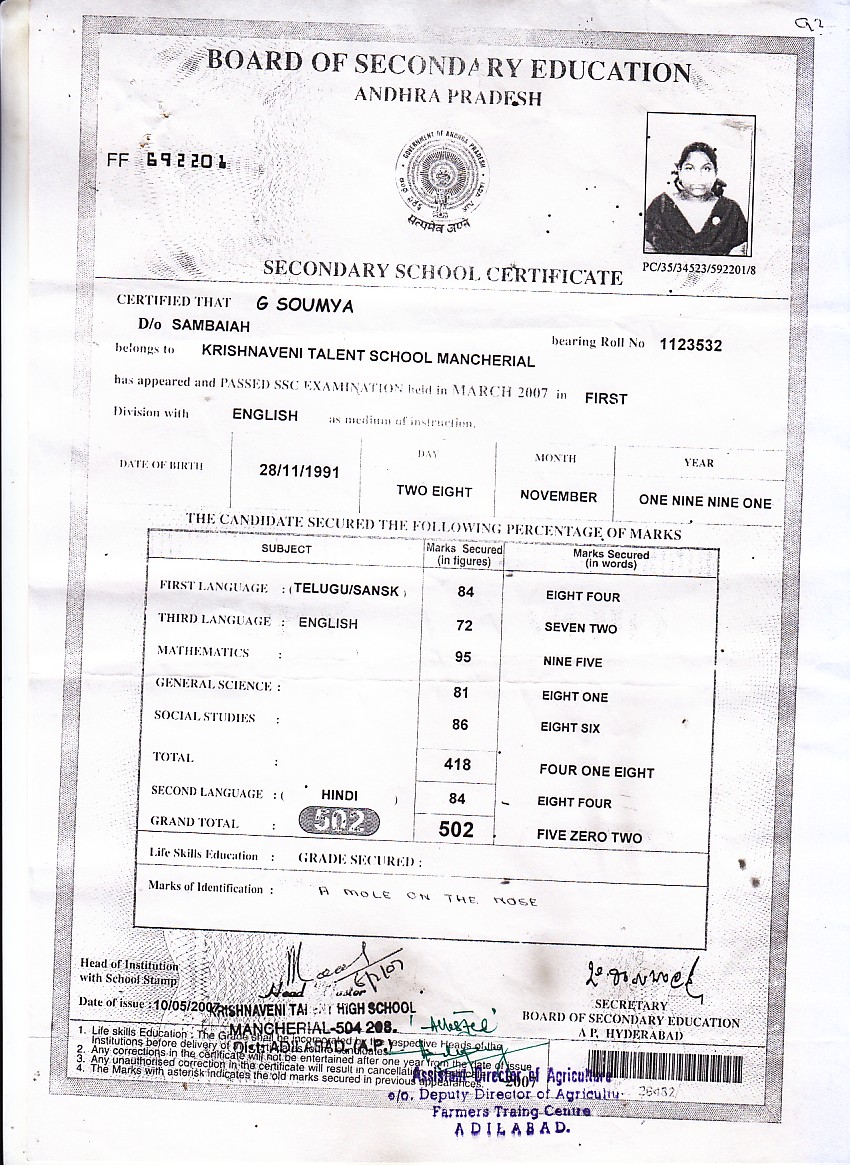 BOARD OF SECONDARY EDUCATION
ANDHRA PRADESH
FF 692201
GOVERNMENT OF ANDHRA PRADESH
सत्यमेव जयते
PC/35/34523/592201/8
SECONDARY SCHOOL CERTIFICATE
CERTIFIED THAT G SOUMYA
D/o SAMBAIAH
bearing Roll No 1123532
belongs to KRISHNAVENI TALENT SCHOOL MANCHERIAL
has appeared and PASSED SSC EXAMINATION held in MARCH 2007 in FIRST
Division with ENGLISH as medium of instruction.
DATE OF BIRTH 28/11/1991 DAY MONTH YEAR
TWO EIGHT NOVEMBER ONE NINE NINE ONE
THE CANDIDATE SECURED THE FOLLOWING PERCENTAGE OF MARKS
SUBJECT Marks Secured (in figures) Marks Secured (in words)
FIRST LANGUAGE : (TELUGU/SANSK ) 84 EIGHT FOUR
THIRD LANGUAGE : ENGLISH 72 SEVEN TWO
MATHEMATICS : 95 NINE FIVE
GENERAL SCIENCE : 81 EIGHT ONE
SOCIAL STUDIES 86 EIGHT SIX
TOTAL : 418 FOUR ONE EIGHT
SECOND LANGUAGE : ( HINDI ) 84 EIGHT FOUR
GRAND TOTAL : 502 502 FIVE ZERO TWO
Life Skills Education : GRADE SECURED :
Marks of Identification : A MOLE ON THE NOSE
Head of Institution
with School Stamp
Head Master
Date of issue :10/05/2007
KRISHNAVENI TALENT HIGH SCHOOL
MANCHERIAL-504 208.
Dist: ADILABAD. (A.P.)
SECRETARY
BOARD OF SECONDARY EDUCATION
A P, HYDERABAD
1. Life skills Education : The Grade shall be incorporated by the respective Heads of the
Institutions before delivery of
2. Any corrections in the certificate will not be entertained after one year from the date of issue
3. Any unauthorised correction in the certificate will result in
4. The Marks with asterisk indicates the old marks secured in previous appearances.
2007
Attested
Assistant Director of Agriculture
o/o. Deputy Director of Agricultu
Farmers Traing Centre
ADILABAD.